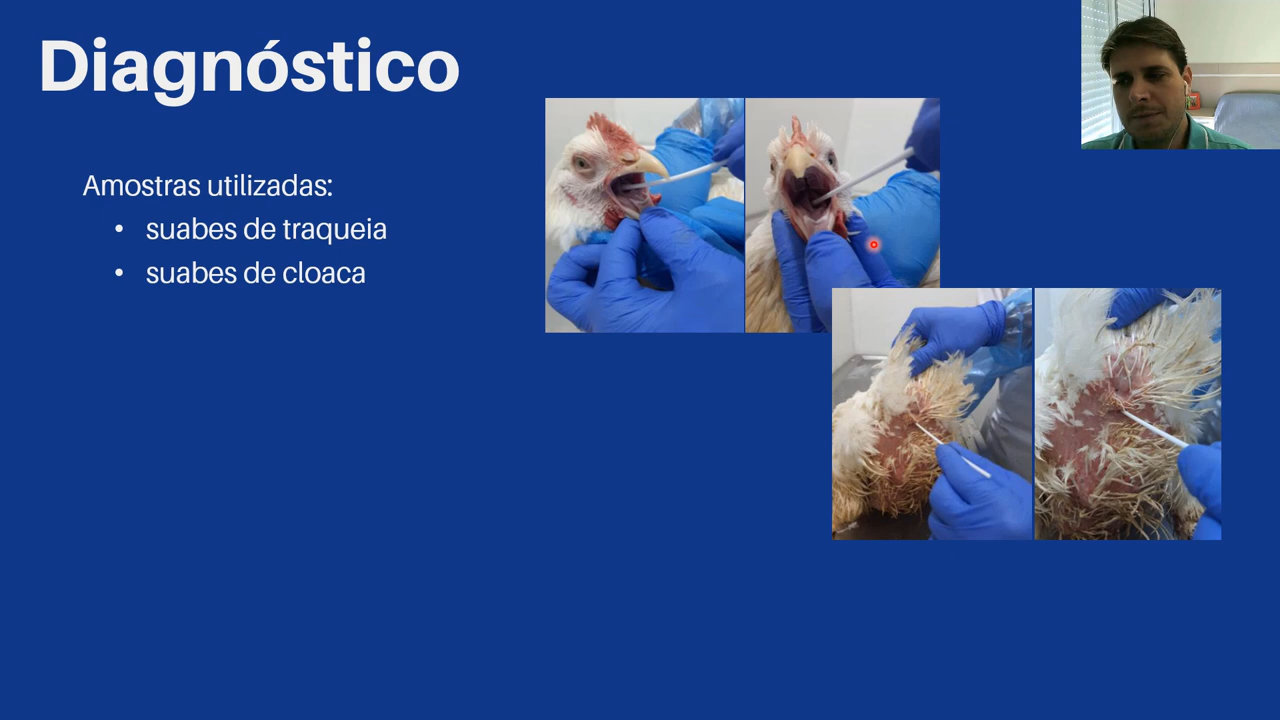 Diagnóstico
Amostras utilizadas:
• suabes de traqueia
• suabes de cloaca